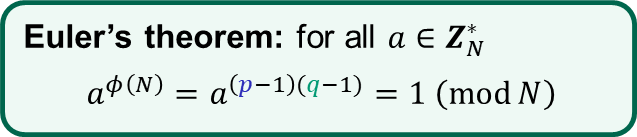 Euler's theorem: for all 𝑎 ∈ 𝒁*_N
𝑎^𝜙(𝑁) = 𝑎^(𝑝−1)(𝑞−1) = 1 (mod 𝑁)